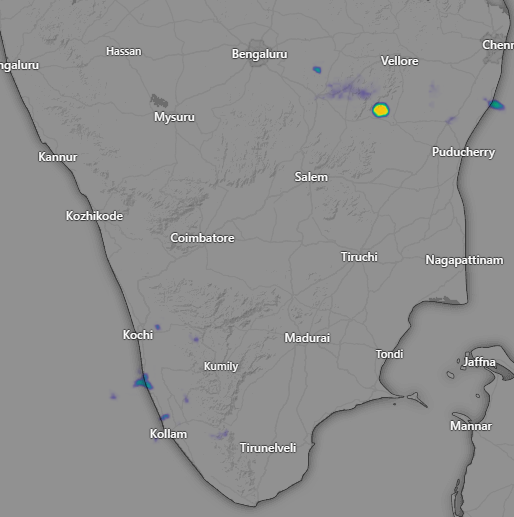 Hassan
Bengaluru
Chenn
ngaluru
Vellore
Mysuru
Kannur
Puducherry
Salem
Kozhikode
Coimbatore
Tiruchi
Nagapattinam
Kochi
Madurai
Tondi
Kumily
Jaffna
Mannar
Kollam
Tirunelveli